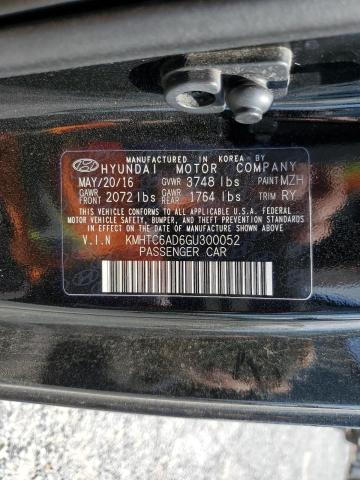 MANUFACTURED IN KOREA BY
HYUNDAI MOTOR COMPANY
MAY/20/16 GVWR 3748 lbs PAINT MZH
GAWR FRONT 2072 lbs GAWR REAR 1764 lbs TRIM RY
THIS VEHICLE CONFORMS TO ALL APPLICABLE FEDERAL
MOTOR VEHICLE SAFETY, BUMPER, AND THEFT PREVENTION
STANDARDS IN EFFECT ON THE DATE OF MANUFACTURE SHOWN ABOVE.
V.I.N KMHTC6AD6GU300052
PASSENGER CAR